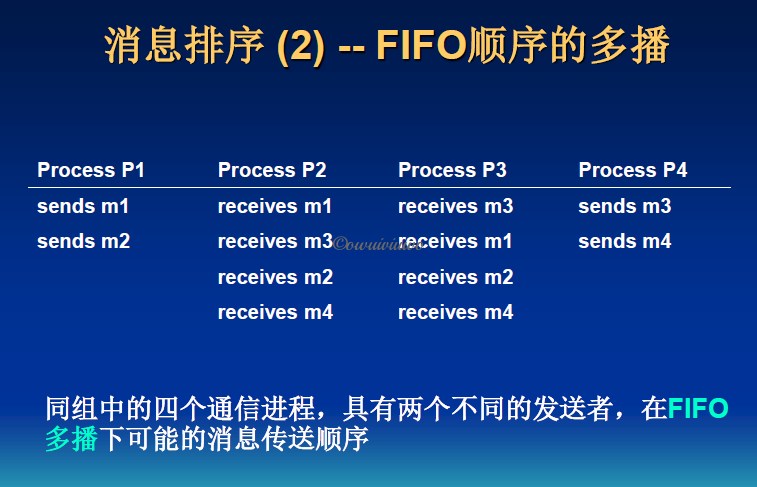 消息排序 (2) -- FIFO顺序的多播
Process P1 Process P2 Process P3 Process P4
sends m1 receives m1 receives m3 sends m3
sends m2 receives m3 receives m1 sends m4
receives m2 receives m2
receives m4 receives m4
同组中的四个通信进程，具有两个不同的发送者，在FIFO
多播下可能的消息传送顺序